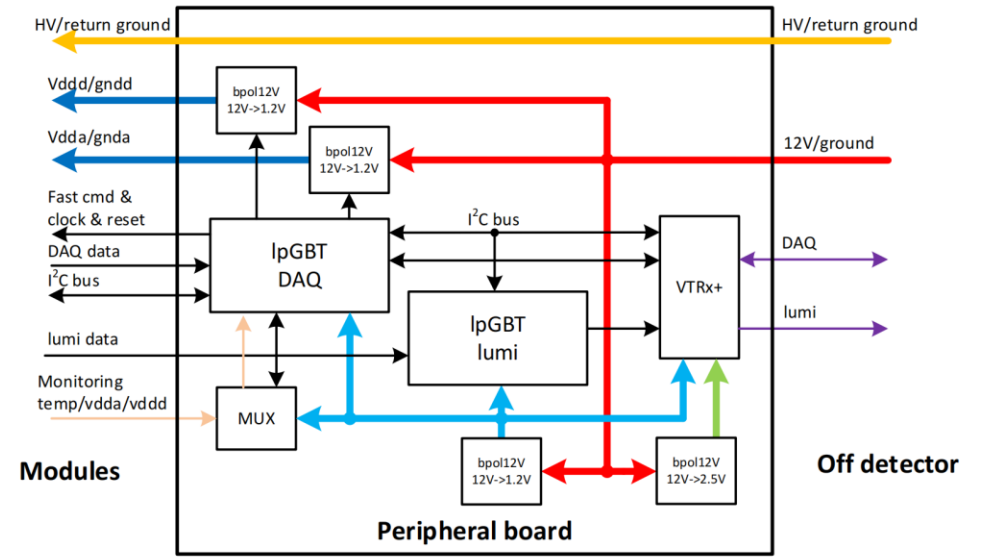 HV/return ground
HV/return ground
Vddd/gndd
bpol12V
12V->1.2V
Vdda/gnda
bpol12V
12V->1.2V
12V/ground
Fast cmd &
clock & reset
DAQ data
I²C bus
lpGBT
DAQ
I²C bus
VTRx+
DAQ
lpGBT
lumi
lumi
lumi data
Monitoring
temp/vdda/vddd
MUX
bpol12V
12V->1.2V
bpol12V
12V->2.5V
Modules
Off detector
Peripheral board